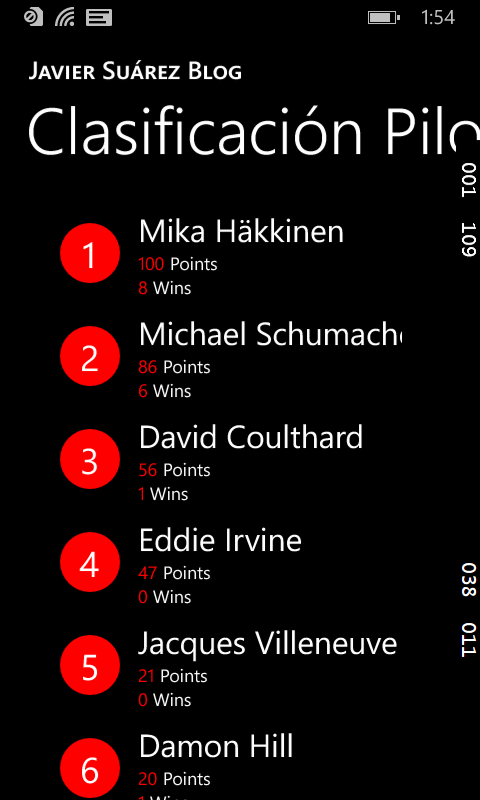 1:54
Javier Suárez Blog
Clasificación Pilo
001 109
1
Mika Häkkinen
100 Points
8 Wins
2
Michael Schumache
86 Points
6 Wins
3
David Coulthard
56 Points
1 Wins
4
Eddie Irvine
47 Points
0 Wins
038 011
5
Jacques Villeneuve
21 Points
0 Wins
6
Damon Hill
20 Points
1 Wins